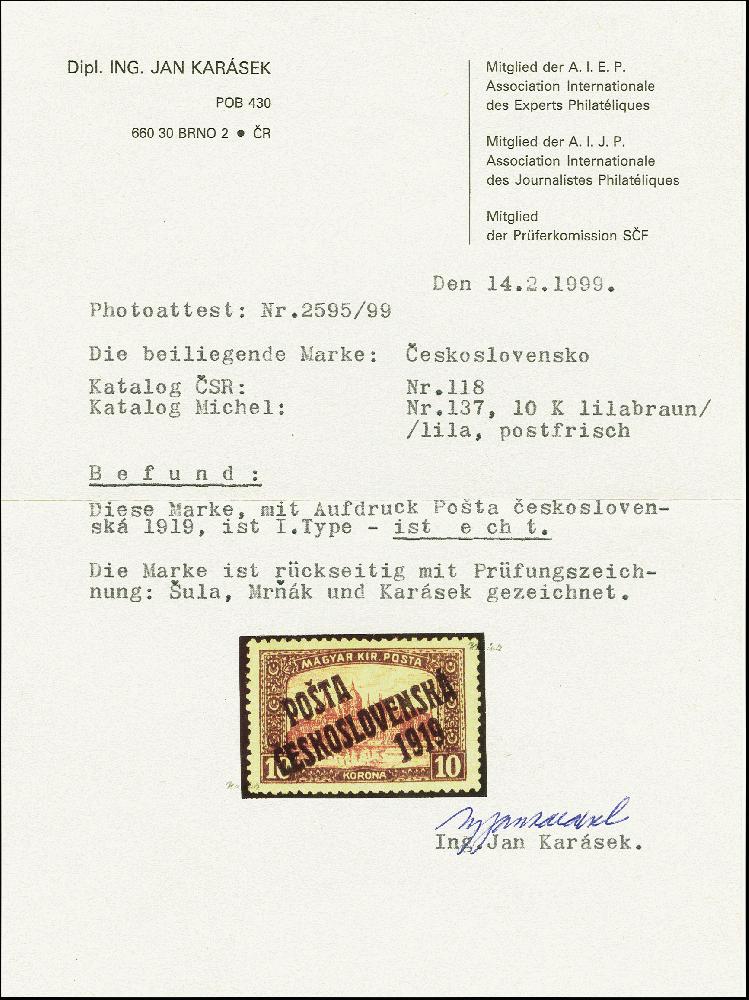 Dipl. ING. JAN KARÁSEK
POB 430
660 30 BRNO 2 ● ČR
Mitglied der A. I. E. P.
Association Internationale
des Experts Philatéliques
Mitglied der A. I. J. P.
Association Internationale
des Journalistes Philatéliques
Mitglied
der Prüferkomission SČF
Den 14.2.1999.
Photoattest: Nr.2595/99
Die beiliegende Marke: Československo
Katalog ČSR: Nr.118
Katalog Michel: Nr.137, 10 K lilabraun/
/lila, postfrisch
B e f u n d :
Diese Marke, mit Aufdruck Pošta českosloven-
ská 1919, ist I.Type - ist e ch t.
Die Marke ist rückseitig mit Prüfungszeich-
nung: Šula, Mrňák und Karásek gezeichnet.
MAGYAR KIR. POSTA
POŠTA
ČESKOSLOVENSKÁ
1919
10 KORONA 10
Ing.Jan Karásek.